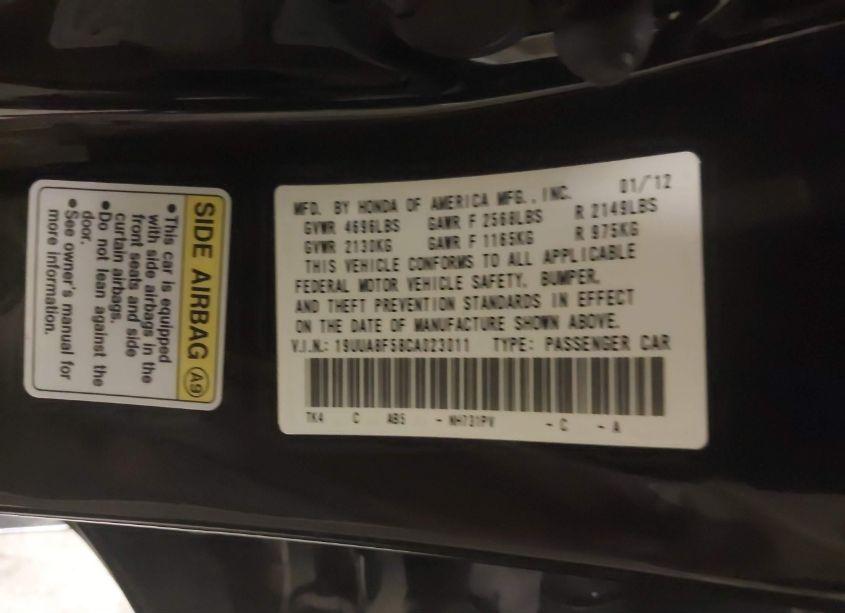 SIDE AIRBAG A9
•This car is equipped
with side airbags in the
front seats and side
curtain airbags.
•Do not lean against the
door.
•See owner's manual for
more information.
MFD. BY HONDA OF AMERICA MFG., INC. 01/12
GVWR 4696LBS GAWR F 2568LBS R 2149LBS
GVWR 2130KG GAWR F 1165KG R 975KG
THIS VEHICLE CONFORMS TO ALL APPLICABLE
FEDERAL MOTOR VEHICLE SAFETY, BUMPER,
AND THEFT PREVENTION STANDARDS IN EFFECT
ON THE DATE OF MANUFACTURE SHOWN ABOVE.
V.I.N.: 19UUA8F58CA023011 TYPE: PASSENGER CAR
TK4 C AB5 - NH731PV - C - A